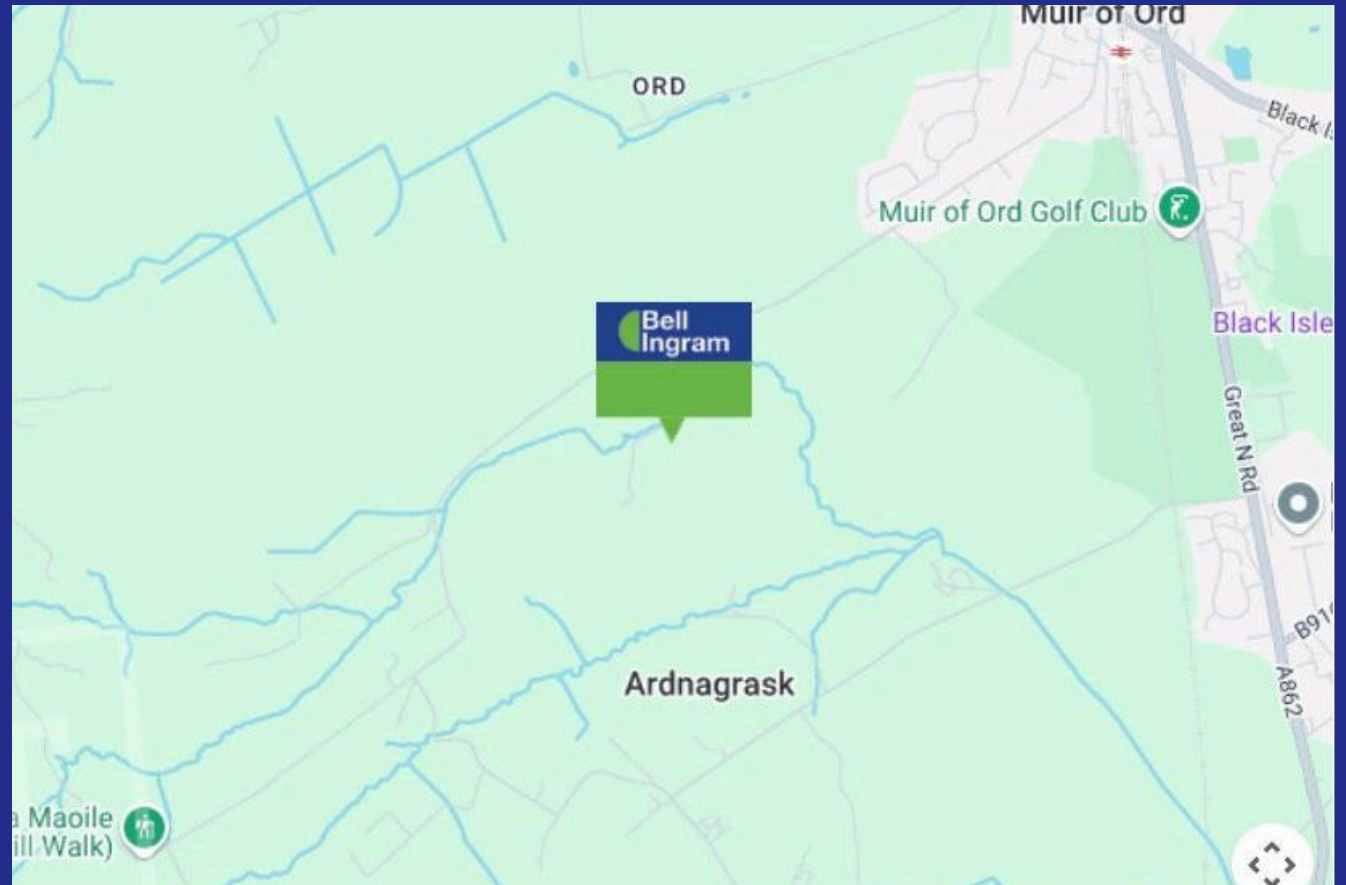 Muir of Ord
ORD
Black I
Muir of Ord Golf Club
Bell
Ingram
Black Isle
Great N Rd
B91
A862
Ardnagrask
a Maoile
ill Walk)